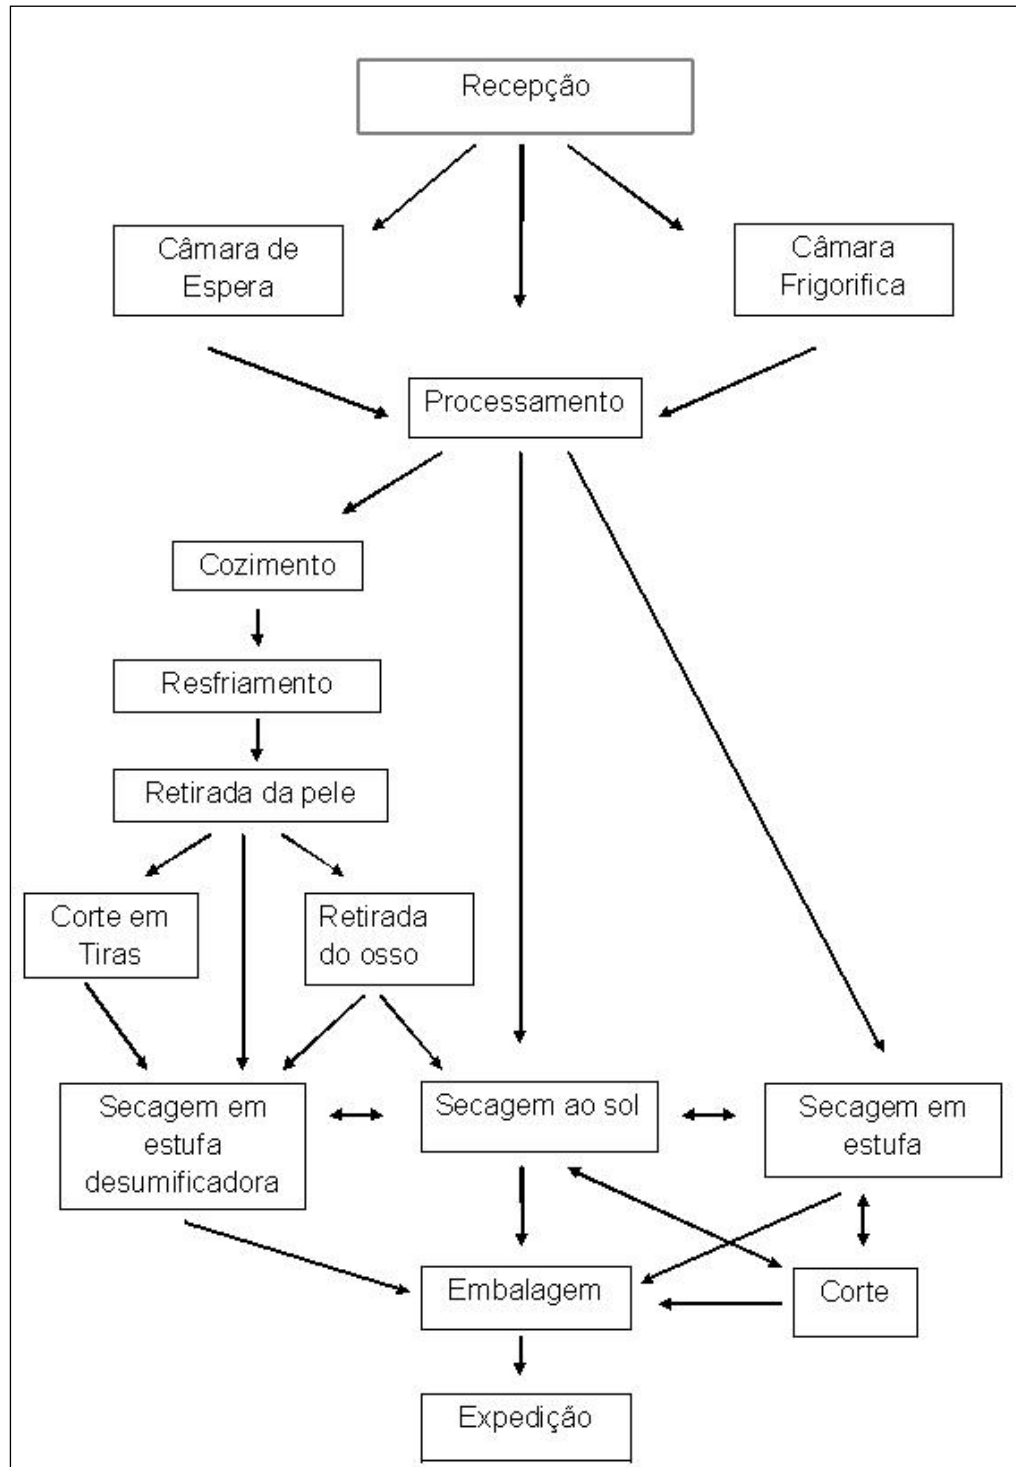 Recepção
Câmara de
Espera
Câmara
Frigorifica
Processamento
Cozimento
Resfriamento
Retirada da pele
Corte em
Tiras
Retirada
do osso
Secagem em
estufa
desumificadora
Secagem ao sol
Secagem em
estufa
Embalagem
Corte
Expedição